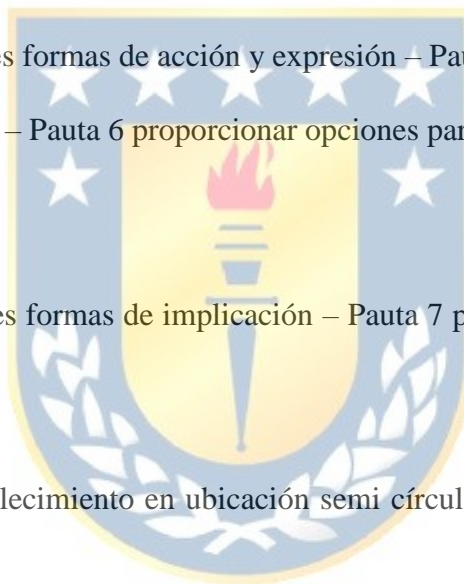 es formas de acción y expresión – Pau
– Pauta 6 proporcionar opciones par
es formas de implicación – Pauta 7 p
lecimiento en ubicación semi círcul